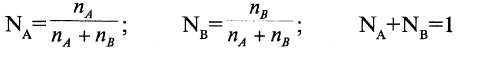 N_A = n_A / (n_A + n_B); N_B = n_B / (n_A + n_B); N_A+N_B=1